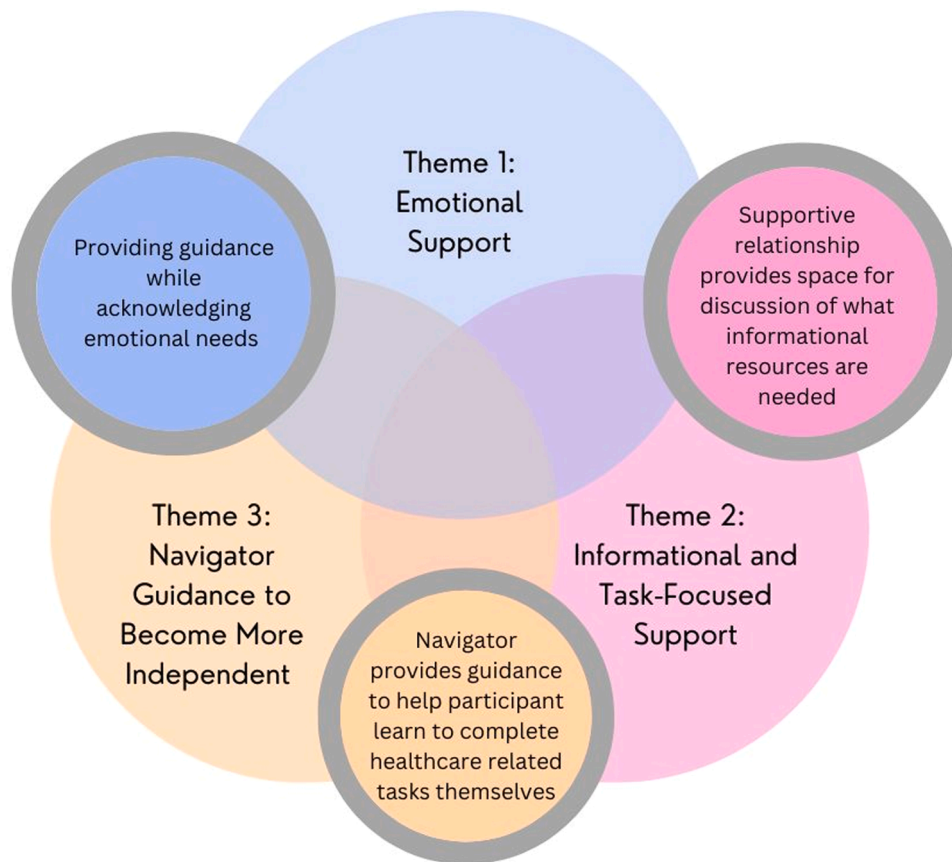 Theme 1:
Emotional
Support
Providing guidance
while
acknowledging
emotional needs
Supportive
relationship
provides space for
discussion of what
informational
resources are
needed
Theme 3:
Navigator
Guidance to
Become More
Independent
Theme 2:
Informational and
Task-Focused
Support
Navigator
provides guidance
to help participant
learn to complete
healthcare related
tasks themselves